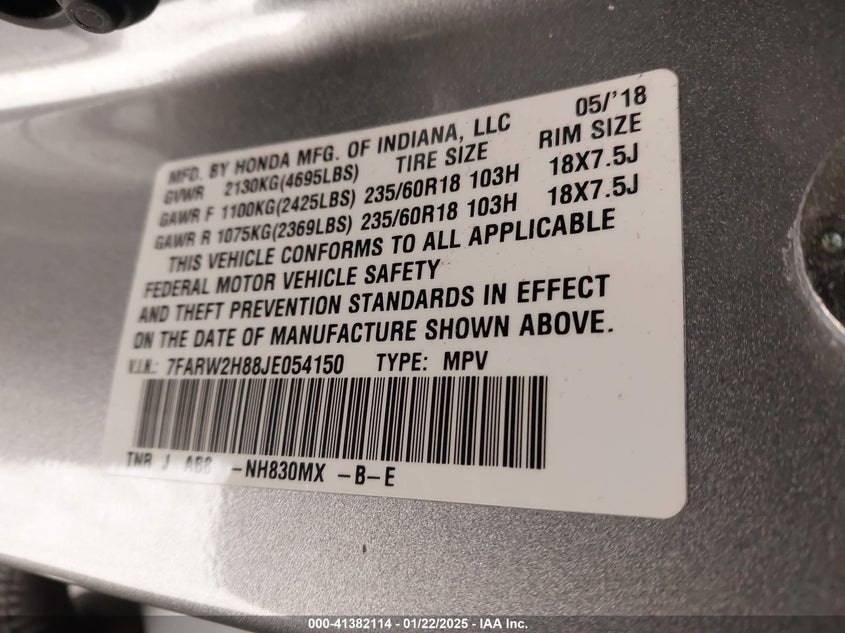 MFD. BY HONDA MFG. OF INDIANA, LLC 05/'18
GVWR 2130KG(4695LBS) TIRE SIZE RIM SIZE
GAWR F 1100KG(2425LBS) 235/60R18 103H 18X7.5J
GAWR R 1075KG(2369LBS) 235/60R18 103H 18X7.5J
THIS VEHICLE CONFORMS TO ALL APPLICABLE
FEDERAL MOTOR VEHICLE SAFETY
AND THEFT PREVENTION STANDARDS IN EFFECT
ON THE DATE OF MANUFACTURE SHOWN ABOVE.
V.I.N.: 7FARW2H88JE054150 TYPE: MPV
TNR J -NH830MX -B-E
000-41382114 - 01/22/2025 - IAA Inc.